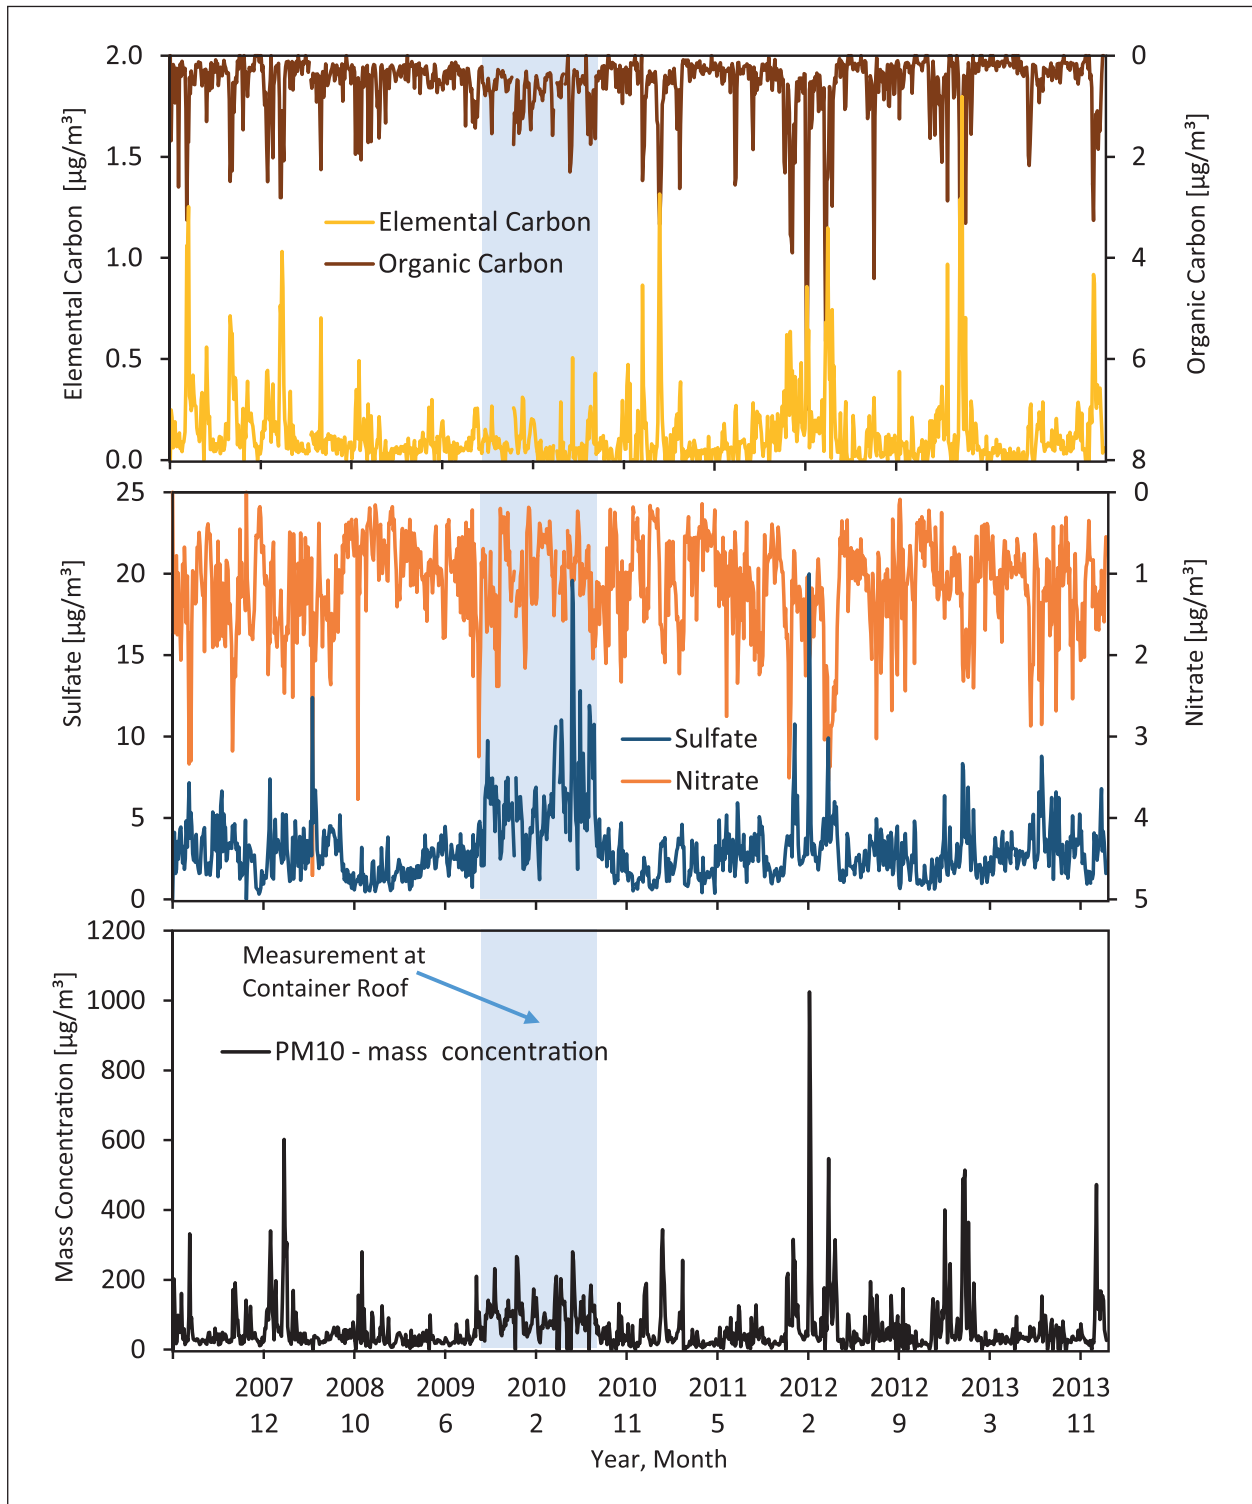 2.0
1.5
1.0
0.5
0.0
Elemental Carbon [µg/m³]
0
2
4
6
8
Organic Carbon [µg/m³]
Elemental Carbon
Organic Carbon
25
20
15
10
5
0
Sulfate [µg/m³]
0
1
2
3
4
5
Nitrate [µg/m³]
Sulfate
Nitrate
1200
1000
800
600
400
200
0
Mass Concentration [µg/m³]
Measurement at
Container Roof
PM10 - mass concentration
2007 2008 2009 2010 2010 2011 2012 2012 2013 2013
12 10 6 2 11 5 2 9 3 11
Year, Month